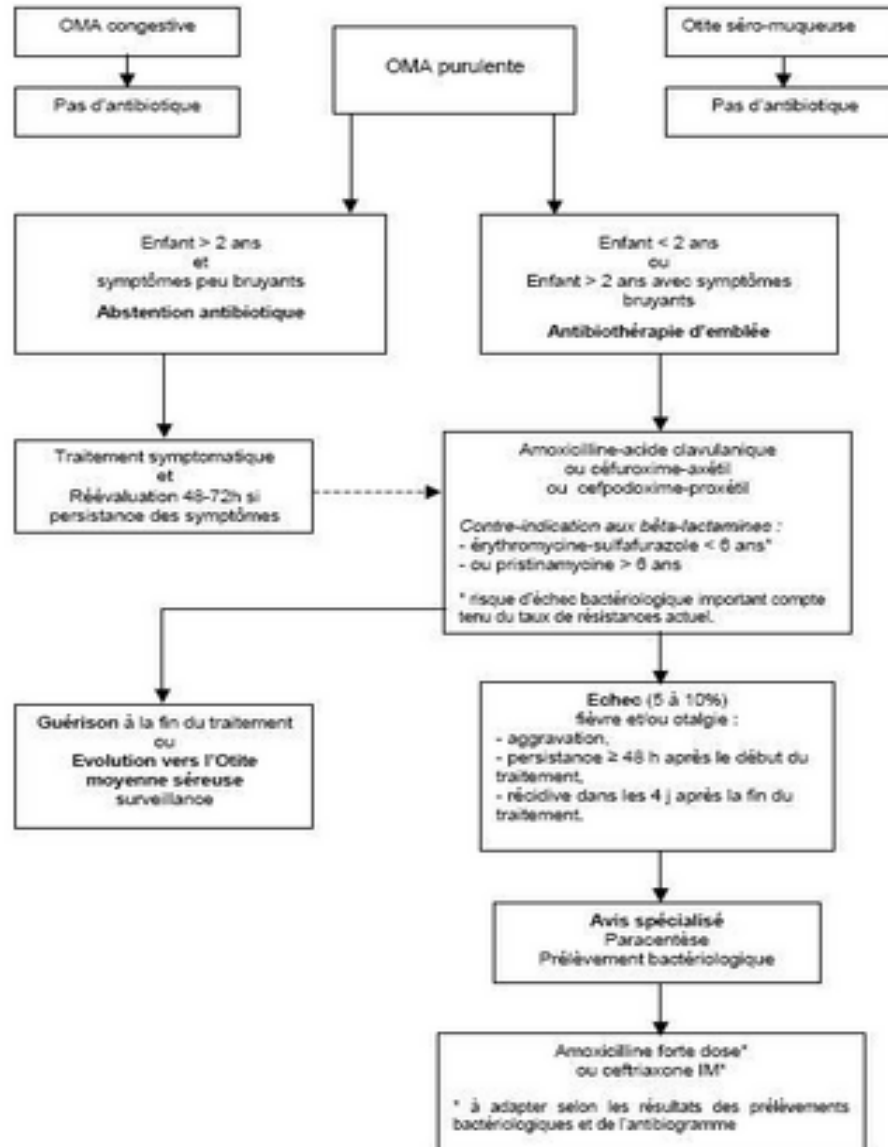 OMA congestive
Pas d'antibiotique
OMA purulente
Otite séro-muqueuse
Pas d'antibiotique
Enfant > 2 ans
et
symptômes peu bruyants
Abstention antibiotique
Enfant < 2 ans
ou
Enfant > 2 ans avec symptômes
bruyants
Antibiothérapie d'emblée
Traitement symptomatique
et
Réévaluation 48-72h si
persistance des symptômes
Amoxicilline-acide clavulanique
ou céfuroxime-axétil
ou cefpodoxime-proxétil
Contre-indication aux bêta-lactamines :
- érythromycine-sulfafurazole < 6 ans*
- ou pristinamycine > 6 ans
* risque d'échec bactériologique important compte
tenu du taux de résistances actuel.
Guérison à la fin du traitement
ou
Evolution vers l'Otite
moyenne séreuse
surveillance
Echec (5 à 10%)
fièvre et/ou otalgie :
- aggravation,
- persistance ≥ 48 h après le début du
traitement,
- récidive dans les 4 j après la fin du
traitement.
Avis spécialisé
Paracentèse
Prélèvement bactériologique
Amoxicilline forte dose*
ou ceftriaxone IM*
* à adapter selon les résultats des prélèvements
bactériologiques et de l'antibiogramme